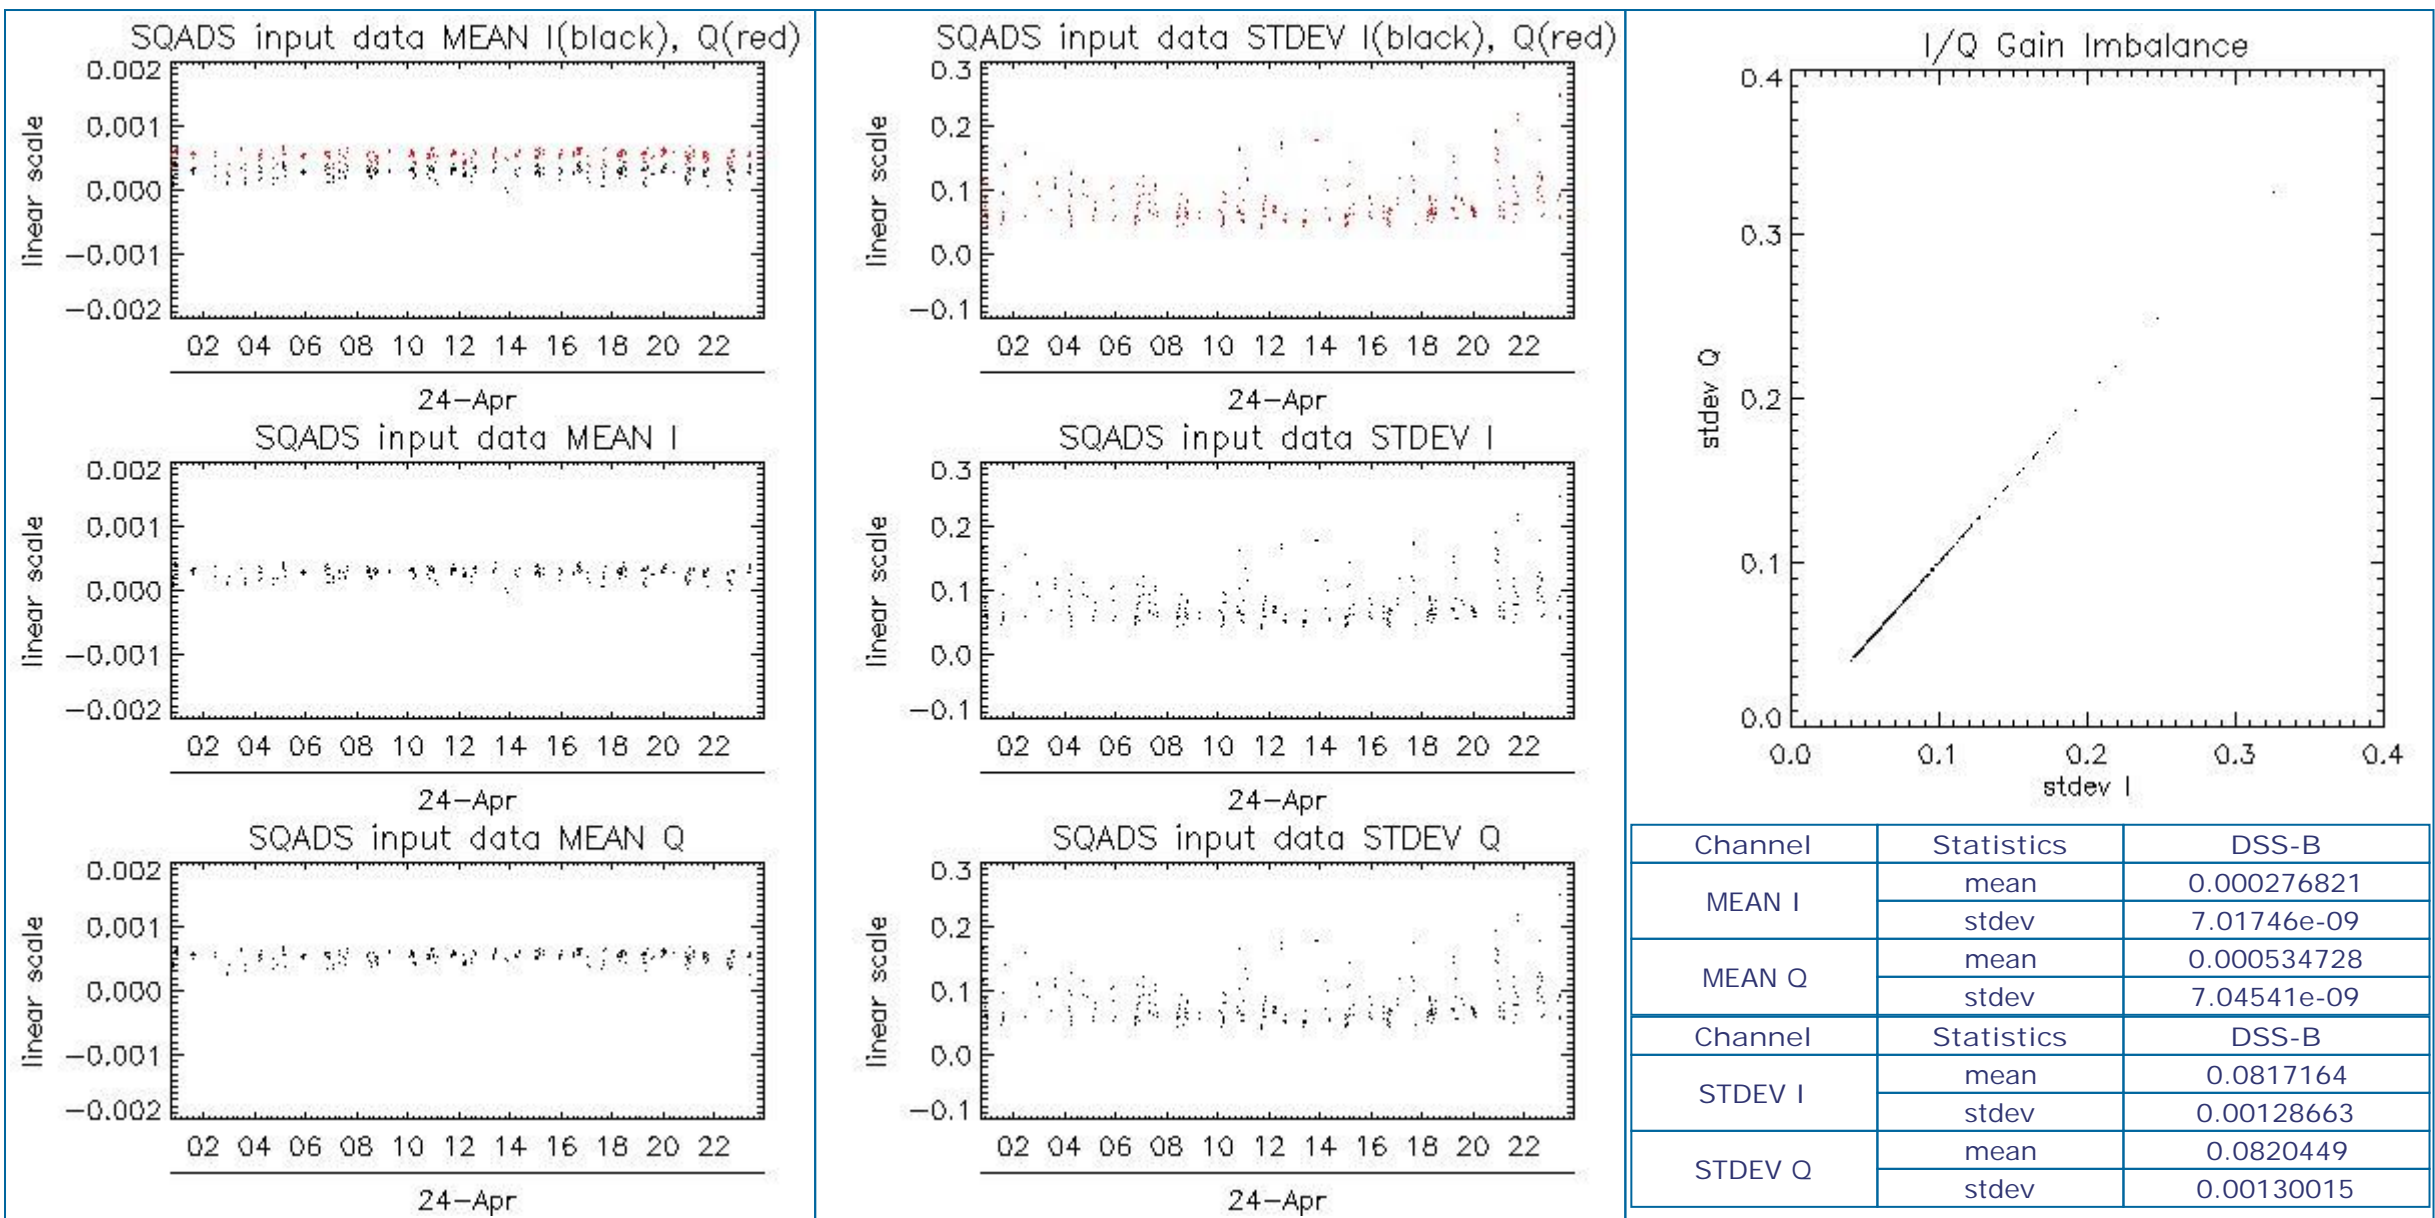 SQADS input data MEAN I(black), Q(red)
linear scale
0.002
0.001
0.000
−0.001
−0.002
02 04 06 08 10 12 14 16 18 20 22
24−Apr
SQADS input data MEAN I
linear scale
0.002
0.001
0.000
−0.001
−0.002
02 04 06 08 10 12 14 16 18 20 22
24−Apr
SQADS input data MEAN Q
linear scale
0.002
0.001
0.000
−0.001
−0.002
02 04 06 08 10 12 14 16 18 20 22
24−Apr
SQADS input data STDEV I(black), Q(red)
linear scale
0.3
0.2
0.1
0.0
−0.1
02 04 06 08 10 12 14 16 18 20 22
24−Apr
SQADS input data STDEV I
linear scale
0.3
0.2
0.1
0.0
−0.1
02 04 06 08 10 12 14 16 18 20 22
24−Apr
SQADS input data STDEV Q
linear scale
0.3
0.2
0.1
0.0
−0.1
02 04 06 08 10 12 14 16 18 20 22
24−Apr
I/Q Gain Imbalance
stdev Q
0.4
0.3
0.2
0.1
0.0
0.0 0.1 0.2 0.3 0.4
stdev I
Channel Statistics DSS-B
MEAN I mean 0.000276821
stdev 7.01746e-09
MEAN Q mean 0.000534728
stdev 7.04541e-09
Channel Statistics DSS-B
STDEV I mean 0.0817164
stdev 0.00128663
STDEV Q mean 0.0820449
stdev 0.00130015